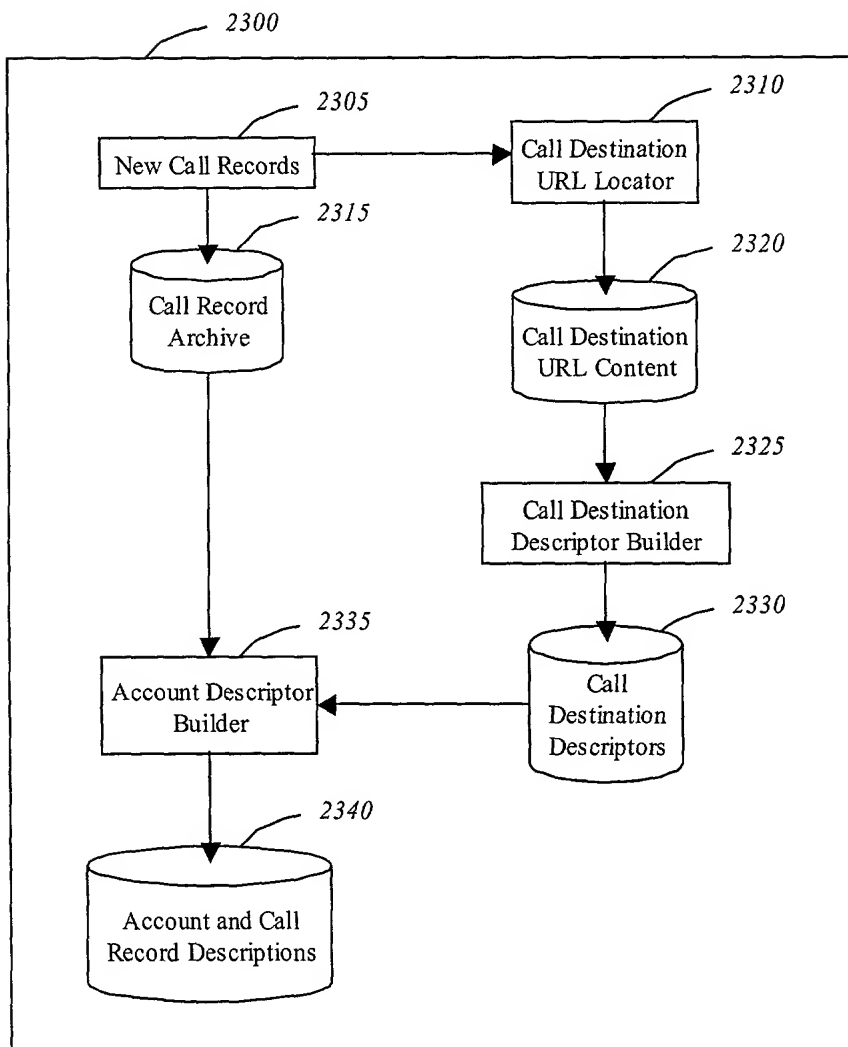 2300
2305
2310
New Call Records
Call Destination
URL Locator
2315
2320
Call Record
Archive
Call Destination
URL Content
2325
Call Destination
Descriptor Builder
2335
2330
Account Descriptor
Builder
Call
Destination
Descriptors
2340
Account and Call
Record Descriptions